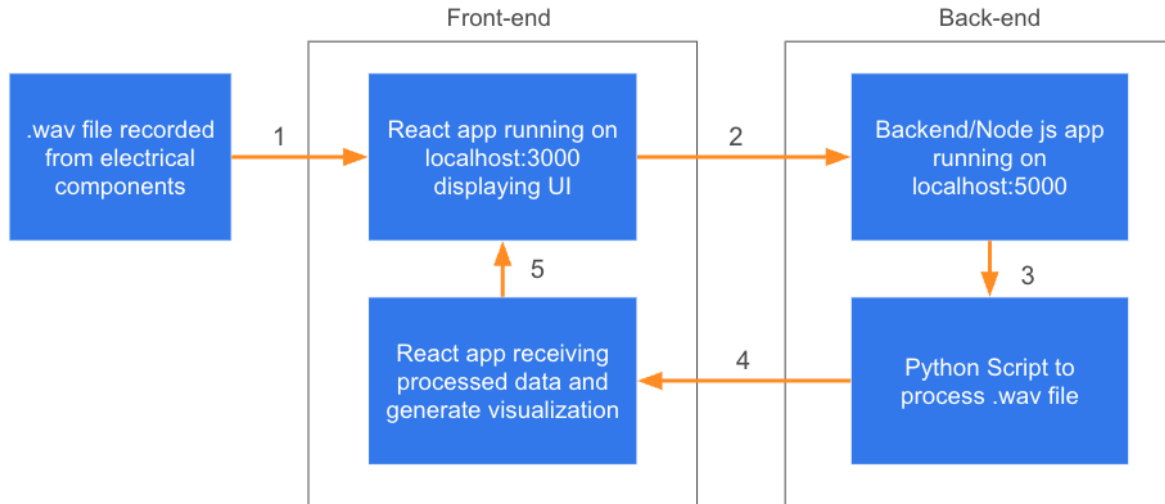 Front-end
Back-end
.wav file recorded
from electrical
components
1
React app running on
localhost:3000
displaying UI
2
Backend/Node js app
running on
localhost:5000
5
3
React app receiving
processed data and
generate visualization
4
Python Script to
process .wav file